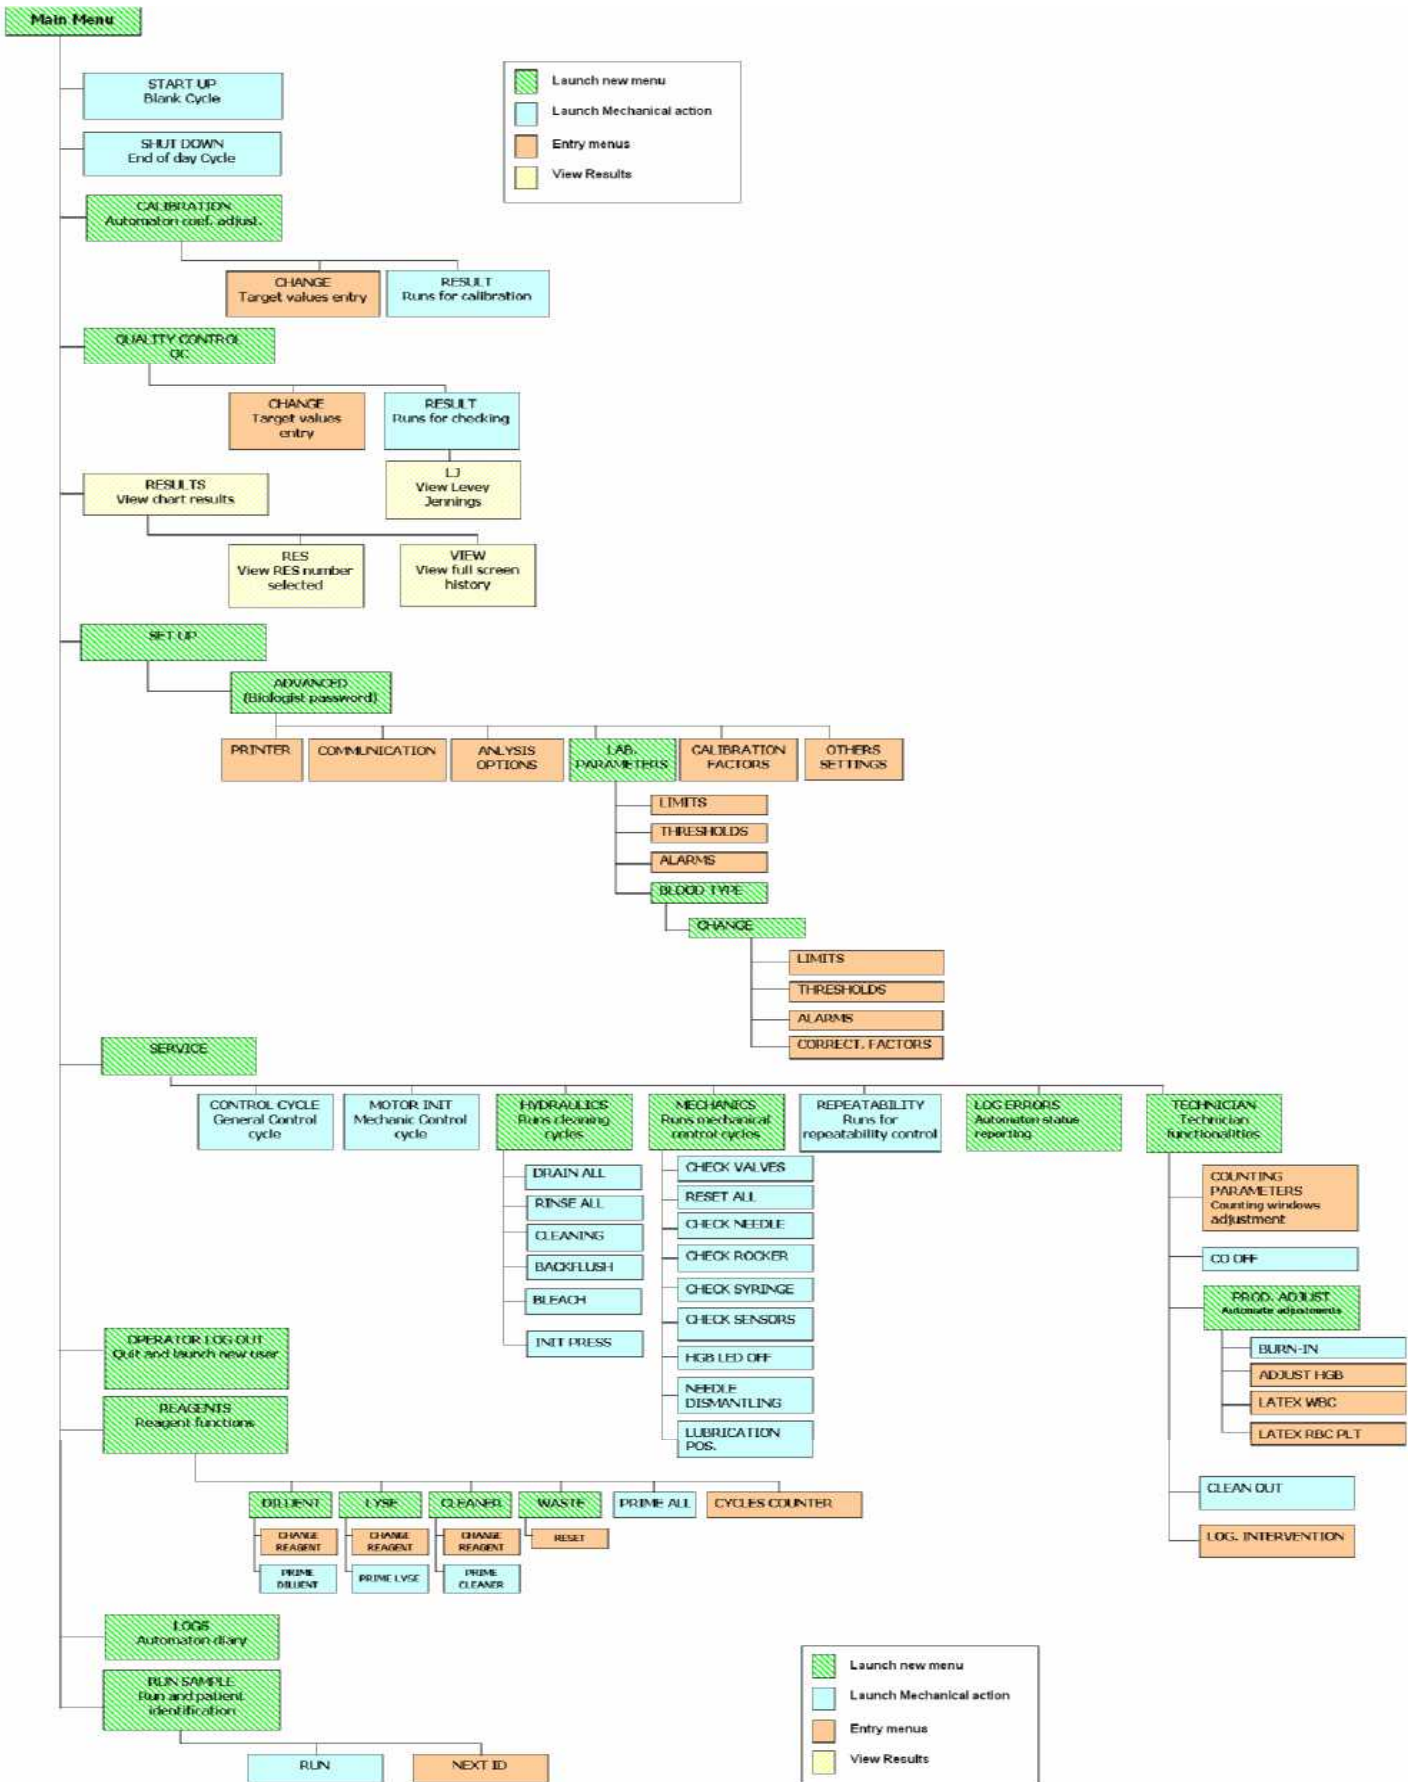 Main Menu
START UP
Blank Cycle
Launch new menu
Launch Mechanical action
Entry menus
View Results
SHUT DOWN
End of day Cycle
CALIBRATION
Automaton coef. adjust.
CHANGE
Target values entry
RESULT
Runs for calibration
QUALITY CONTROL
QC
CHANGE
Target values
entry
RESULT
Runs for checking
LJ
View Levey
Jennings
RESULTS
View chart results
RES
View RES number
selected
VIEW
View full screen
history
SET UP
ADVANCED
(Biologist password)
PRINTER
COMMUNICATION
ANLYSIS
OPTIONS
LAB.
PARAMETERS
CALIBRATION
FACTORS
OTHERS
SETTINGS
LIMITS
THRESHOLDS
ALARMS
BLOOD TYPE
CHANGE
LIMITS
THRESHOLDS
ALARMS
CORRECT. FACTORS
SERVICE
CONTROL CYCLE
General Control
cycle
MOTOR INIT
Mechanic Control
cycle
HYDRAULICS
Runs cleaning
cycles
MECHANICS
Runs mechanical
control cycles
REPEATABILITY
Runs for
repeatability control
LOG ERRORS
Automaton status
reporting
TECHNICIAN
Technician
functionalities
DRAIN ALL
RINSE ALL
CLEANING
BACKFLUSH
BLEACH
INIT PRESS
CHECK VALVES
RESET ALL
CHECK NEEDLE
CHECK ROCKER
CHECK SYRINGE
CHECK SENSORS
HGB LED OFF
NEEDLE
DISMANTLING
LUBRICATION
POS.
COUNTING
PARAMETERS
Counting windows
adjustment
CO OFF
PROD. ADJUST
Automate adjustments
BURN-IN
ADJUST HGB
LATEX WBC
LATEX RBC PLT
CLEAN OUT
LOG. INTERVENTION
OPERATOR LOG OUT
Quit and launch new user
REAGENTS
Reagent functions
DILUENT
LYSE
CLEANER
WASTE
PRIME ALL
CYCLES COUNTER
CHANGE
REAGENT
CHANGE
REAGENT
CHANGE
REAGENT
RESET
PRIME
DILUENT
PRIME LYSE
PRIME
CLEANER
LOGS
Automaton diary
RUN SAMPLE
Run and patient
identification
RUN
NEXT ID
Launch new menu
Launch Mechanical action
Entry menus
View Results